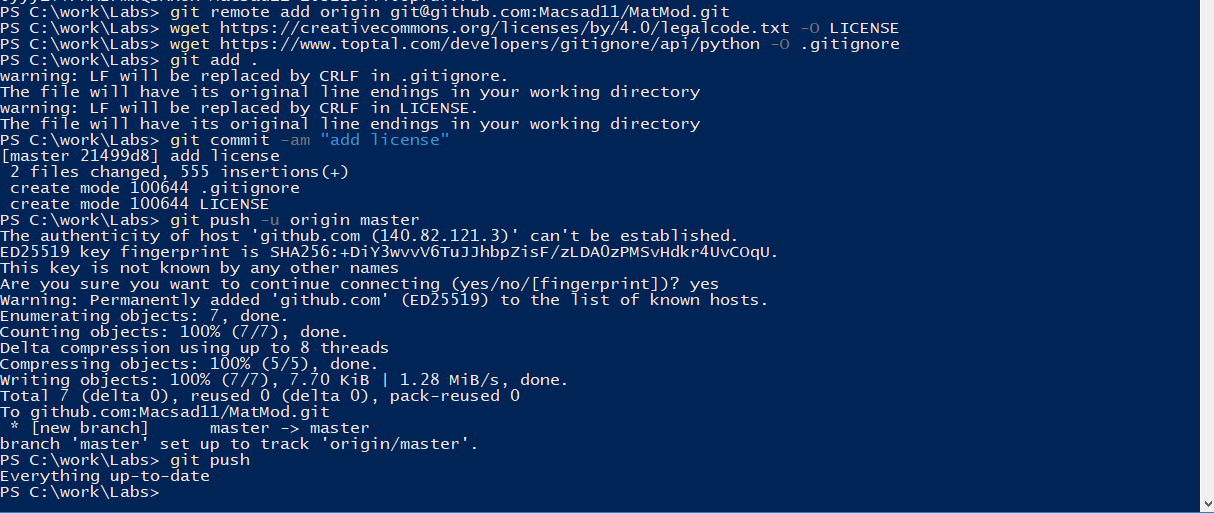 PS C:\work\Labs> git remote add origin git@github.com:Macsad11/MatMod.git
PS C:\work\Labs> wget https://creativecommons.org/licenses/by/4.0/legalcode.txt -O LICENSE
PS C:\work\Labs> wget https://www.toptal.com/developers/gitignore/api/python -O .gitignore
PS C:\work\Labs> git add .
warning: LF will be replaced by CRLF in .gitignore.
The file will have its original line endings in your working directory
warning: LF will be replaced by CRLF in LICENSE.
The file will have its original line endings in your working directory
PS C:\work\Labs> git commit -am "add license"
[master 21499d8] add license
 2 files changed, 555 insertions(+)
 create mode 100644 .gitignore
 create mode 100644 LICENSE
PS C:\work\Labs> git push -u origin master
The authenticity of host 'github.com (140.82.121.3)' can't be established.
ED25519 key fingerprint is SHA256:+DiY3wvvV6TuJJhbpZisF/zLDA0zPMSvHdkr4UvCOqU.
This key is not known by any other names
Are you sure you want to continue connecting (yes/no/[fingerprint])? yes
Warning: Permanently added 'github.com' (ED25519) to the list of known hosts.
Enumerating objects: 7, done.
Counting objects: 100% (7/7), done.
Delta compression using up to 8 threads
Compressing objects: 100% (5/5), done.
Writing objects: 100% (7/7), 7.70 KiB | 1.28 MiB/s, done.
Total 7 (delta 0), reused 0 (delta 0), pack-reused 0
To github.com:Macsad11/MatMod.git
 * [new branch]      master -> master
branch 'master' set up to track 'origin/master'.
PS C:\work\Labs> git push
Everything up-to-date
PS C:\work\Labs>